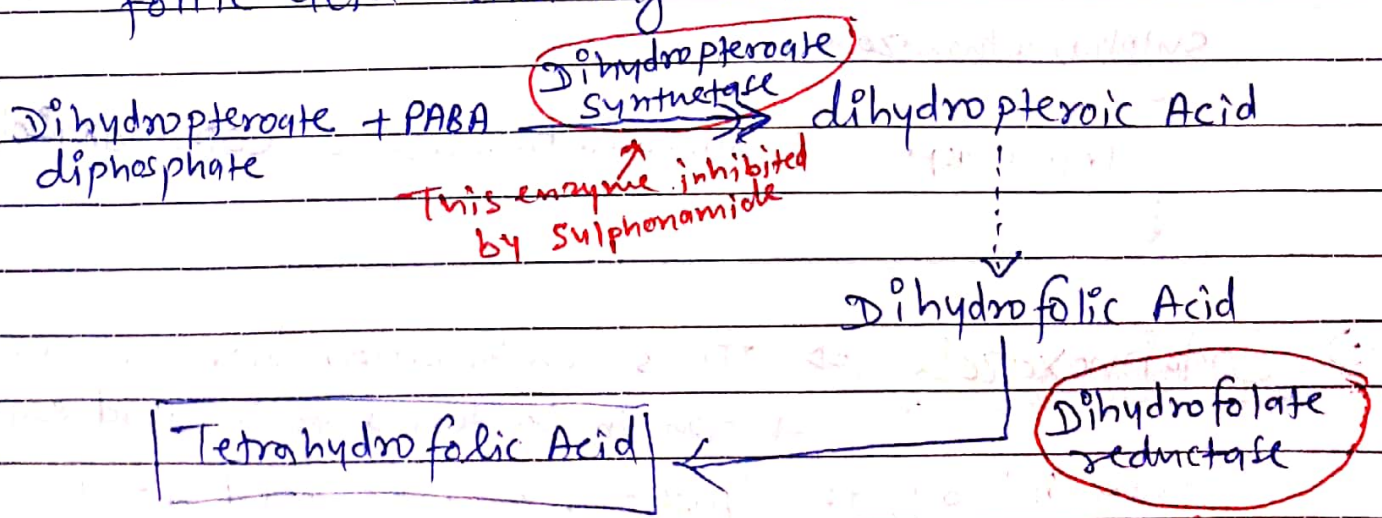 Dihydropteroate
Synthetase
Dihydropteroate + PABA
diphosphate
dihydropteroic Acid
This enzyme inhibited
by Sulphonamide
Dihydrofolic Acid
Dihydrofolate
reductase
Tetrahydrofolic Acid